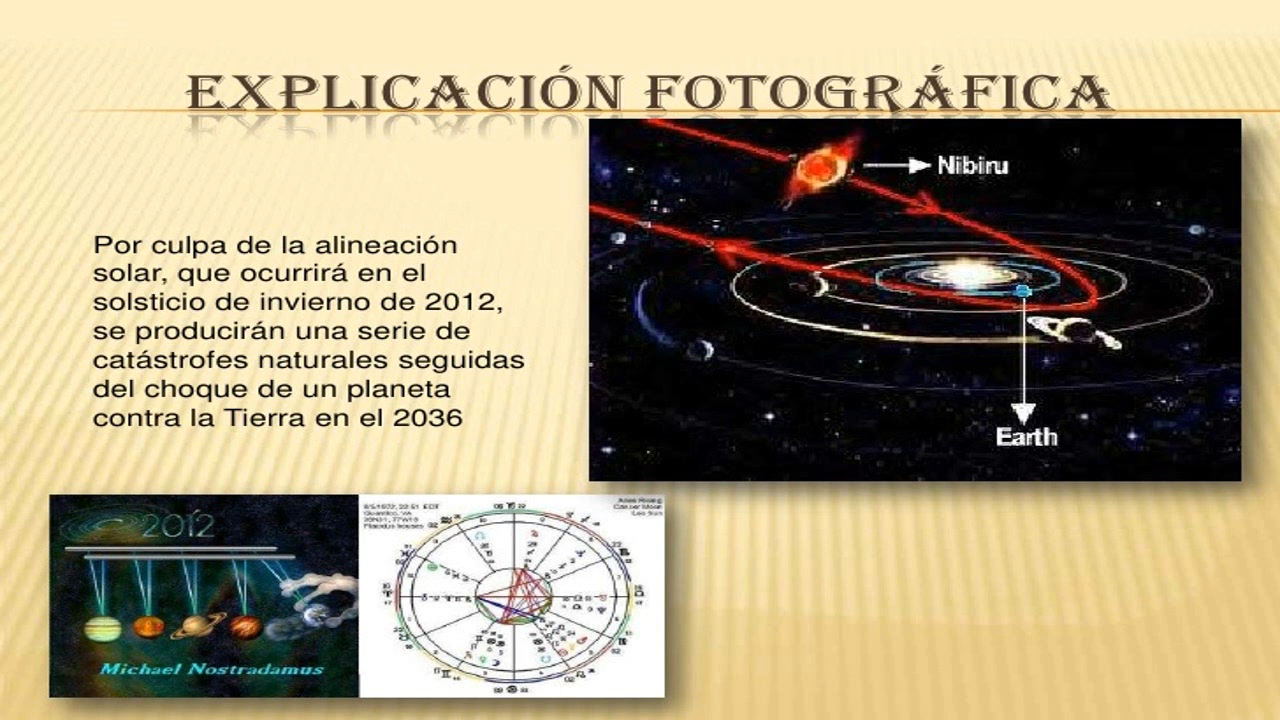 EXPLICACIÓN FOTOGRÁFICA
Nibiru
Earth
Por culpa de la alineación
solar, que ocurrirá en el
solsticio de invierno de 2012,
se producirán una serie de
catástrofes naturales seguidas
del choque de un planeta
contra la Tierra en el 2036
2012
Michael Nostradamus